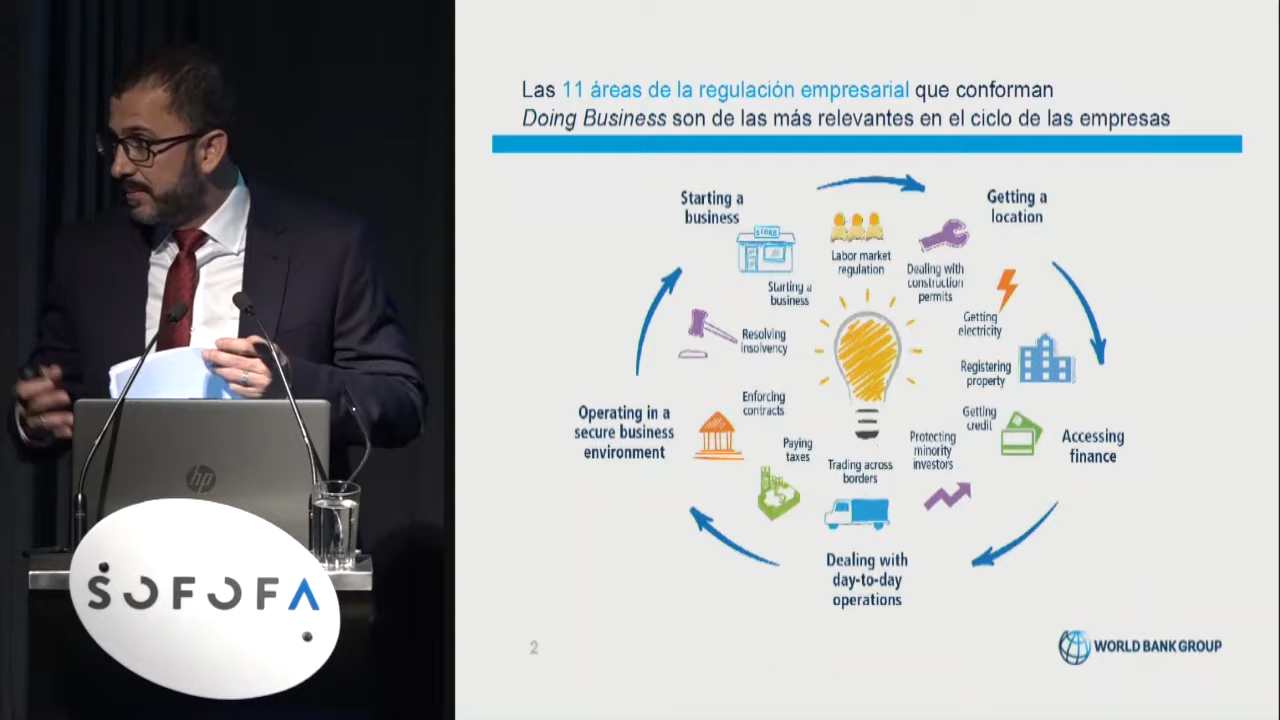 Las 11 áreas de la regulación empresarial que conforman
Doing Business son de las más relevantes en el ciclo de las empresas
Starting a
business
Getting a
location
STORE
Labor market
regulation
Dealing with
construction
permits
Starting a
business
Getting
electricity
Resolving
insolvency
Registering
property
Enforcing
contracts
Getting
credit
Operating in a
secure business
environment
Accessing
finance
Paying
taxes
Protecting
minority
investors
Trading across
borders
Dealing with
day-to-day
operations
2
WORLD BANK GROUP
hp
SOFOFA